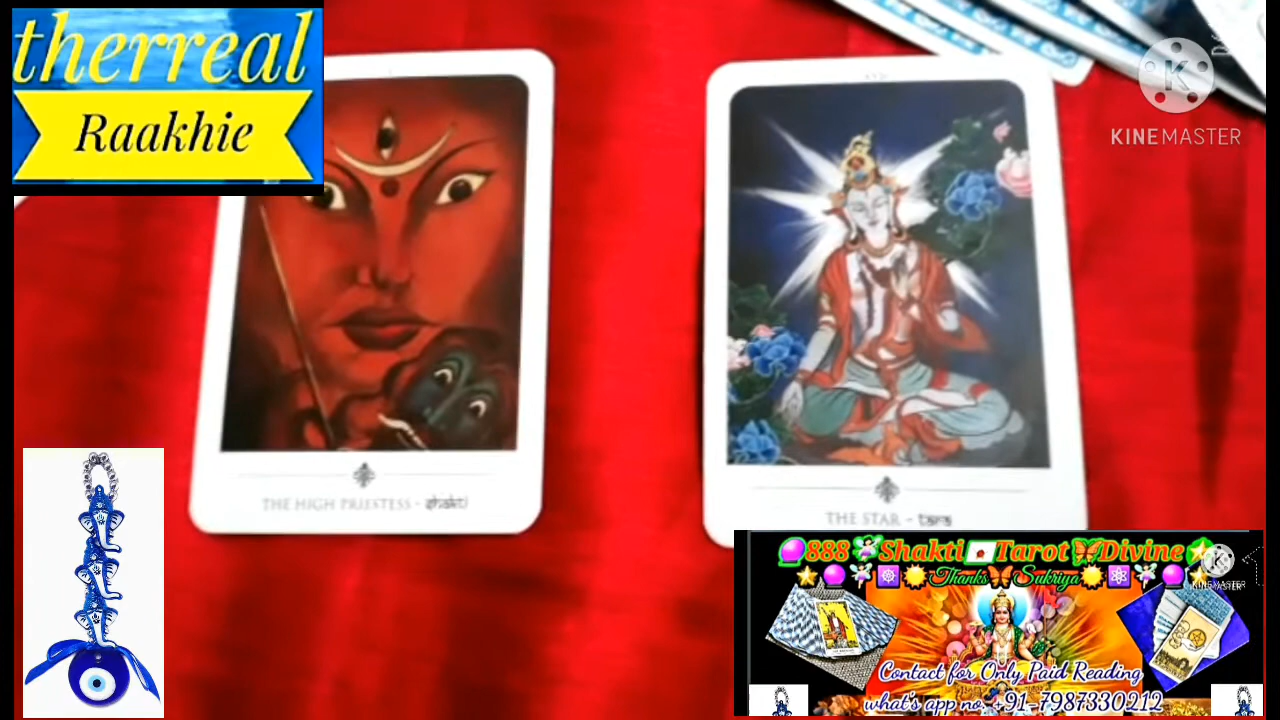 therreal
Raakhie
KINEMASTER
THE HIGH PRIESTESS - shakti
THE STAR - tara
888 Shakti Tarot Divine
Thanks Sukriya
KINEMASTER
Contact for Only Paid Reading
what's app no. +91-7987330212